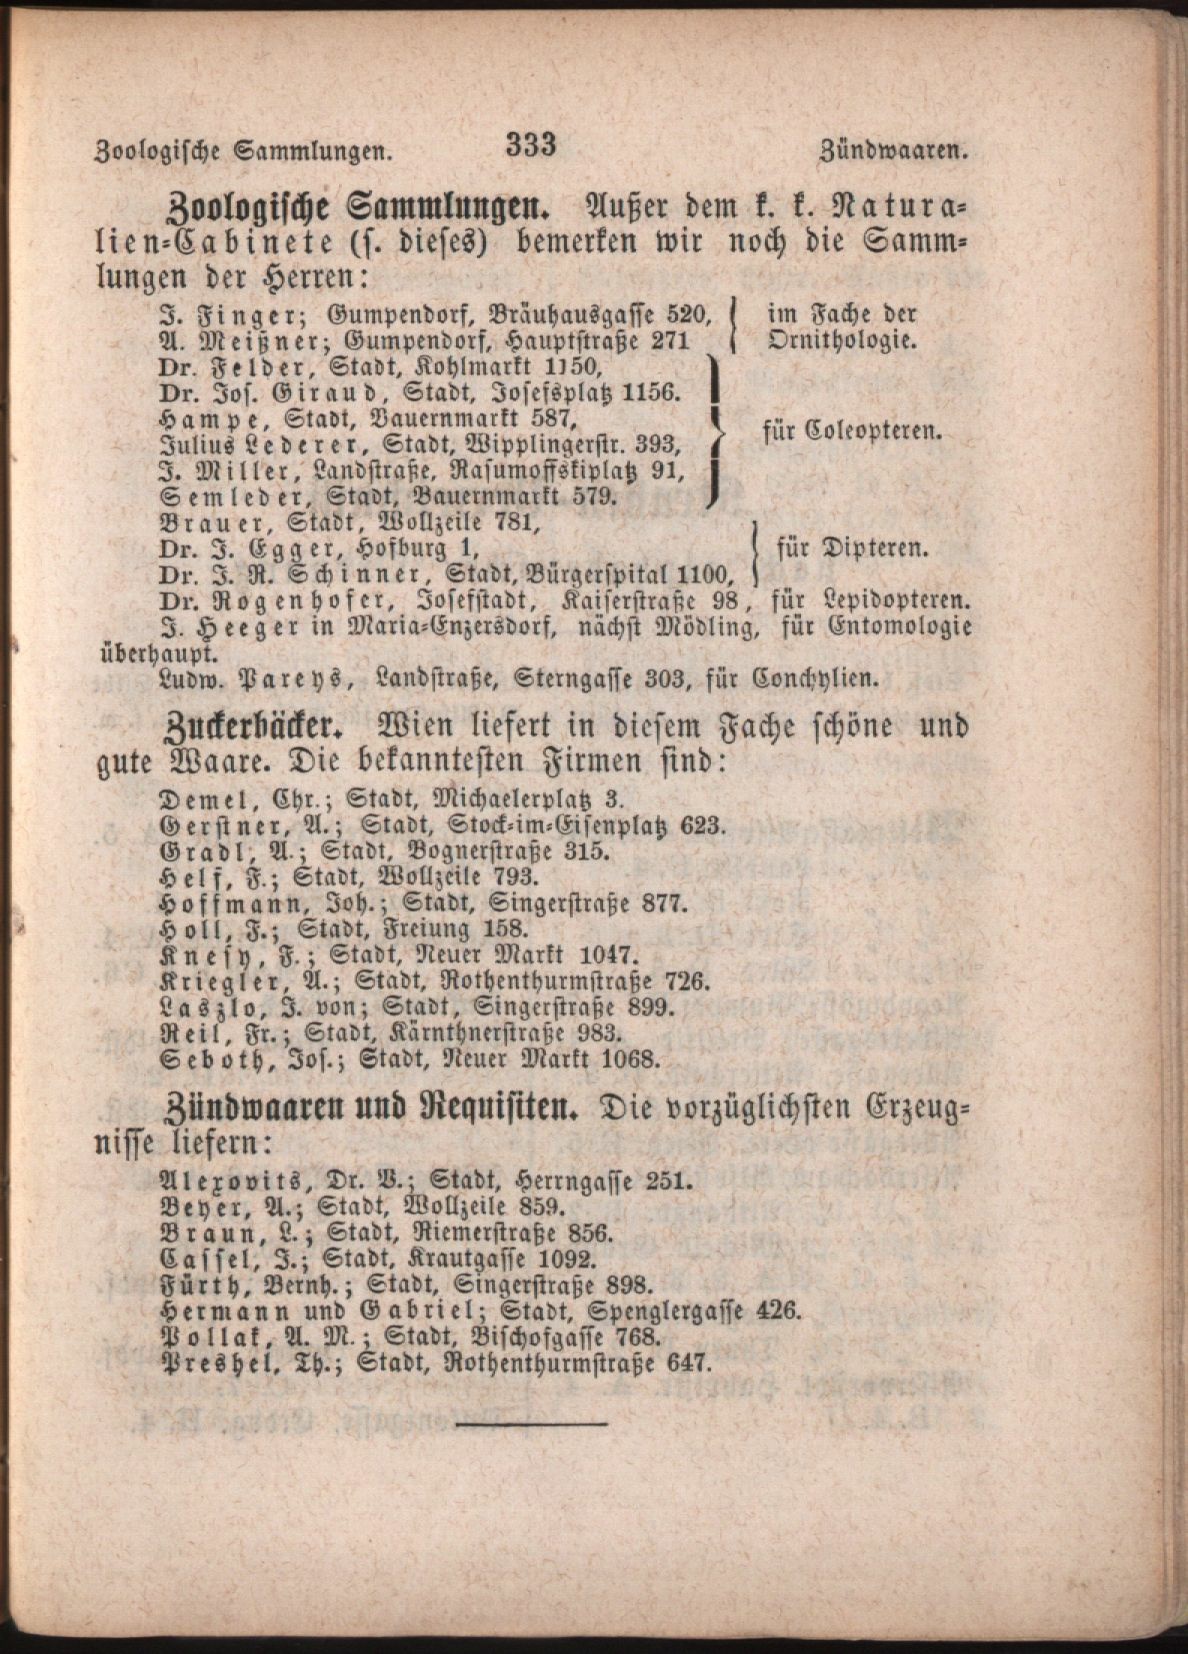 Zoologische Sammlungen. 333 Zündwaaren.
Zoologische Sammlungen. Außer dem k. k. Natura-
lien-Cabinete (s. dieses) bemerken wir noch die Samm-
lungen der Herren:
J. Finger; Gumpendorf, Bräuhausgasse 520, im Fache der
A. Meißner; Gumpendorf, Hauptstraße 271 Ornithologie.
Dr. Felder, Stadt, Kohlmarkt 1150,
Dr. Jos. Giraud, Stadt, Josefsplatz 1156.
Hampe, Stadt, Bauernmarkt 587,
Julius Lederer, Stadt, Wipplingerstr. 393, für Coleopteren.
J. Miller, Landstraße, Rasumoffskiplatz 91,
Semleder, Stadt, Bauernmarkt 579.
Brauer, Stadt, Wollzeile 781,
Dr. J. Egger, Hofburg 1, für Dipteren.
Dr. J. R. Schinner, Stadt, Bürgerspital 1100,
Dr. Rogenhofer, Josefstadt, Kaiserstraße 98, für Lepidopteren.
J. Heeger in Maria-Enzersdorf, nächst Mödling, für Entomologie
überhaupt.
Ludw. Pareys, Landstraße, Sterngasse 303, für Conchylien.
Zuckerbäcker. Wien liefert in diesem Fache schöne und
gute Waare. Die bekanntesten Firmen sind:
Demel, Chr.; Stadt, Michaelerplatz 3.
Gerstner, A.; Stadt, Stock-im-Eisenplatz 623.
Gradl, A.; Stadt, Bognerstraße 315.
Helf, F.; Stadt, Wollzeile 793.
Hoffmann, Joh.; Stadt, Singerstraße 877.
Holl, F.; Stadt, Freiung 158.
Knesy, F.; Stadt, Neuer Markt 1047.
Kriegler, A.; Stadt, Rothenthurmstraße 726.
Laszlo, J. von; Stadt, Singerstraße 899.
Reil, Fr.; Stadt, Kärnthnerstraße 983.
Seboth, Jos.; Stadt, Neuer Markt 1068.
Zündwaaren und Requisiten. Die vorzüglichsten Erzeug-
nisse liefern:
Alexovits, Dr. V.; Stadt, Herrngasse 251.
Beyer, A.; Stadt, Wollzeile 859.
Braun, L.; Stadt, Riemerstraße 856.
Cassel, J.; Stadt, Krautgasse 1092.
Fürth, Bernh.; Stadt, Singerstraße 898.
Hermann und Gabriel; Stadt, Spenglergasse 426.
Pollak, A. M.; Stadt, Bischofgasse 768.
Preshel, Th.; Stadt, Rothenthurmstraße 647.